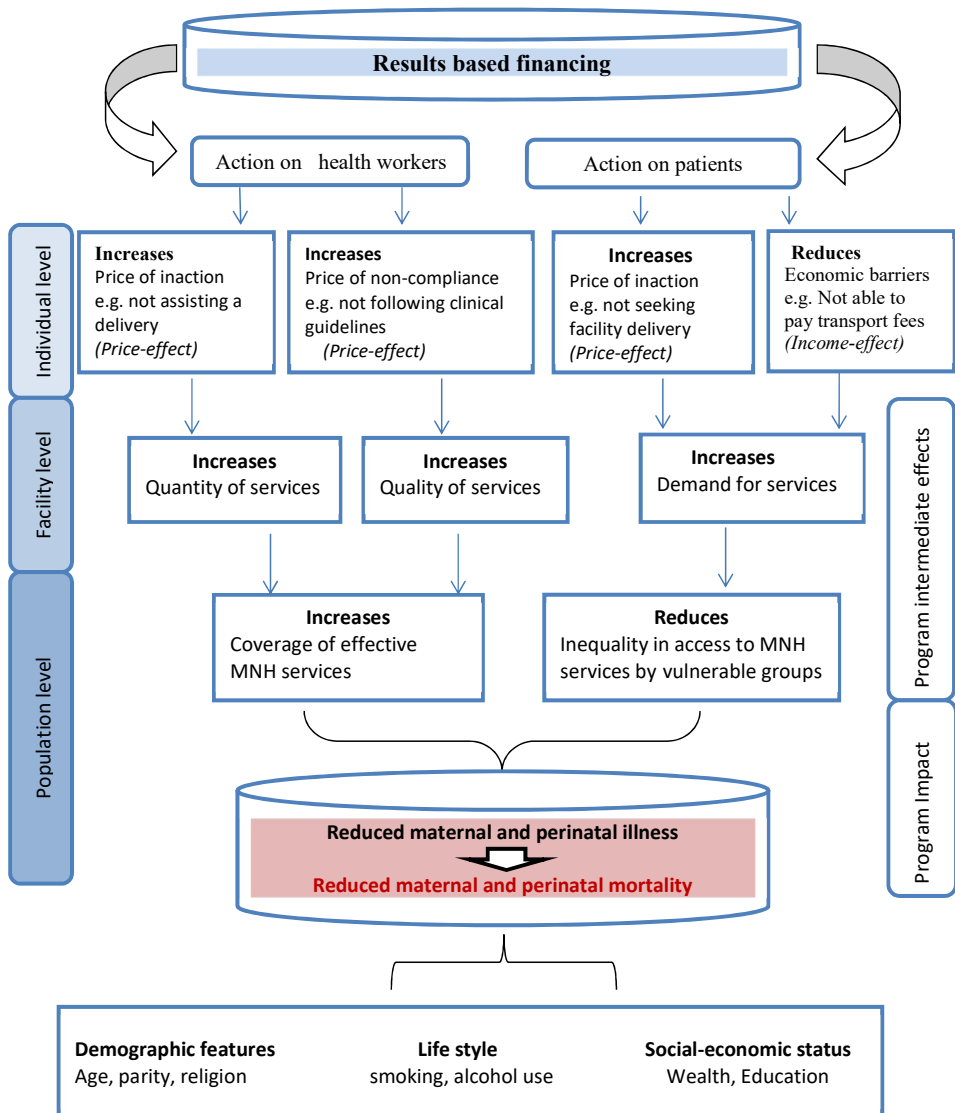 Results based financing
Action on health workers
Action on patients
Individual level
Increases
Price of inaction
e.g. not assisting a
delivery
(Price-effect)
Increases
Price of non-compliance
e.g. not following clinical
guidelines
(Price-effect)
Increases
Price of inaction
e.g. not seeking
facility delivery
(Price-effect)
Reduces
Economic barriers
e.g. Not able to
pay transport fees
(Income-effect)
Facility level
Increases
Quantity of services
Increases
Quality of services
Increases
Demand for services
Program intermediate effects
Population level
Increases
Coverage of effective
MNH services
Reduces
Inequality in access to MNH
services by vulnerable groups
Program Impact
Reduced maternal and perinatal illness
Reduced maternal and perinatal mortality
Demographic features
Age, parity, religion
Life style
smoking, alcohol use
Social-economic status
Wealth, Education